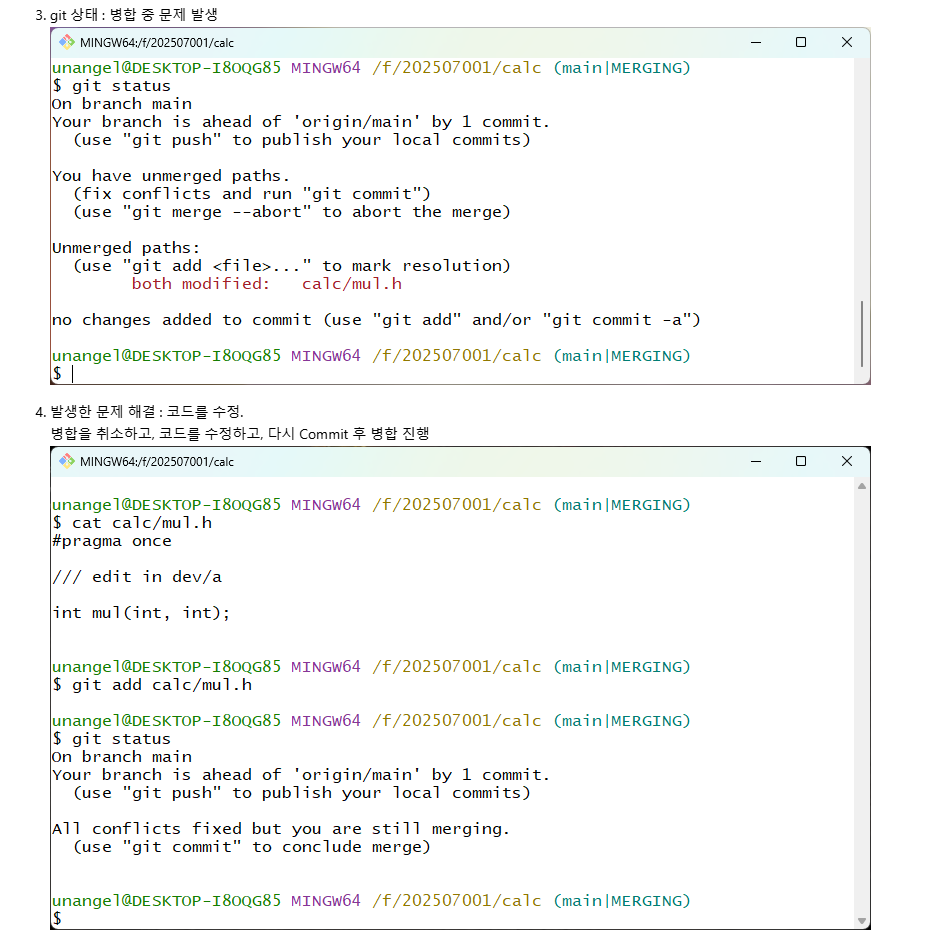 3. git 상태 : 병합 중 문제 발생
MINGW64:/f/202507001/calc
unangel@DESKTOP-I8OQG85 MINGW64 /f/202507001/calc (main|MERGING)
$ git status
On branch main
Your branch is ahead of 'origin/main' by 1 commit.
  (use "git push" to publish your local commits)

You have unmerged paths.
  (fix conflicts and run "git commit")
  (use "git merge --abort" to abort the merge)

Unmerged paths:
  (use "git add <file>..." to mark resolution)
        both modified:   calc/mul.h

no changes added to commit (use "git add" and/or "git commit -a")

unangel@DESKTOP-I8OQG85 MINGW64 /f/202507001/calc (main|MERGING)
$
4. 발생한 문제 해결 : 코드를 수정.
병합을 취소하고, 코드를 수정하고, 다시 Commit 후 병합 진행
MINGW64:/f/202507001/calc

unangel@DESKTOP-I8OQG85 MINGW64 /f/202507001/calc (main|MERGING)
$ cat calc/mul.h
#pragma once

/// edit in dev/a

int mul(int, int);


unangel@DESKTOP-I8OQG85 MINGW64 /f/202507001/calc (main|MERGING)
$ git add calc/mul.h

unangel@DESKTOP-I8OQG85 MINGW64 /f/202507001/calc (main|MERGING)
$ git status
On branch main
Your branch is ahead of 'origin/main' by 1 commit.
  (use "git push" to publish your local commits)

All conflicts fixed but you are still merging.
  (use "git commit" to conclude merge)


unangel@DESKTOP-I8OQG85 MINGW64 /f/202507001/calc (main|MERGING)
$